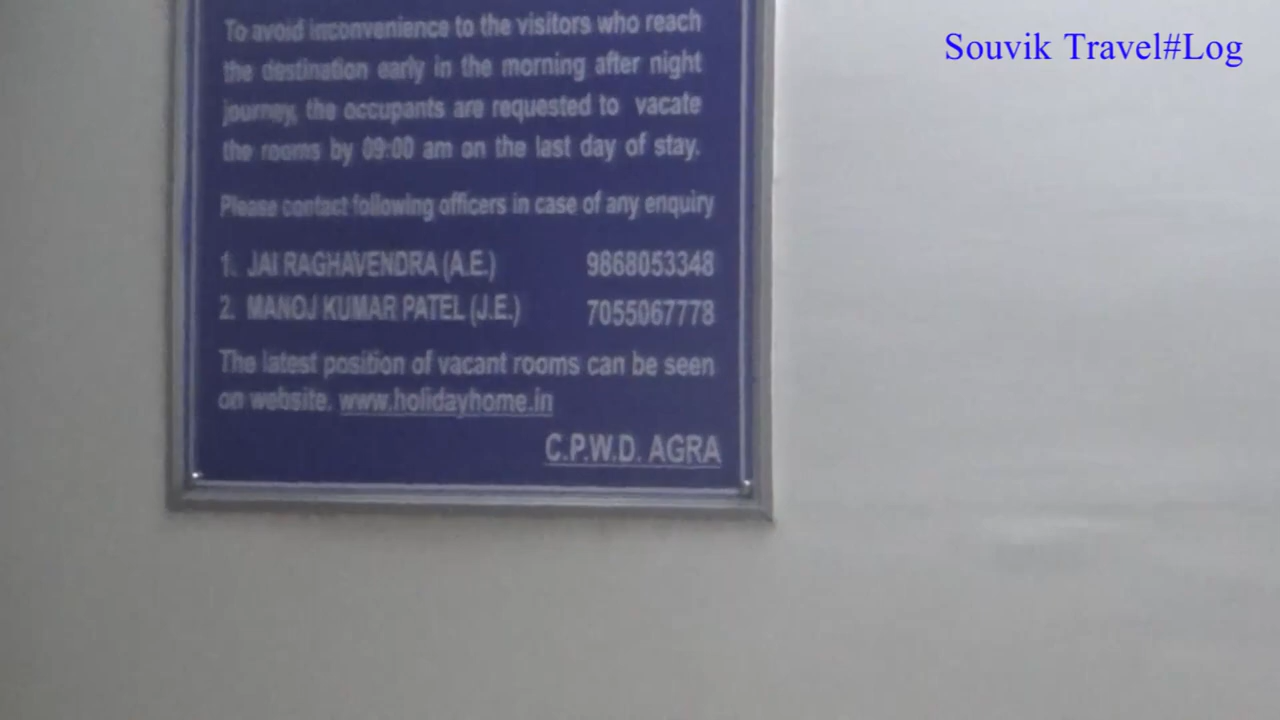 Souvik Travel#Log
To avoid inconvenience to the visitors who reach
the destination early in the morning after night
journey, the occupants are requested to vacate
the rooms by 09:00 am on the last day of stay.
Please contact following officers in case of any enquiry
1. JAI RAGHAVENDRA (A.E.) 9868053348
2. MANOJ KUMAR PATEL (J.E.) 7055067778
The latest position of vacant rooms can be seen
on website. www.holidayhome.in
C.P.W.D. AGRA